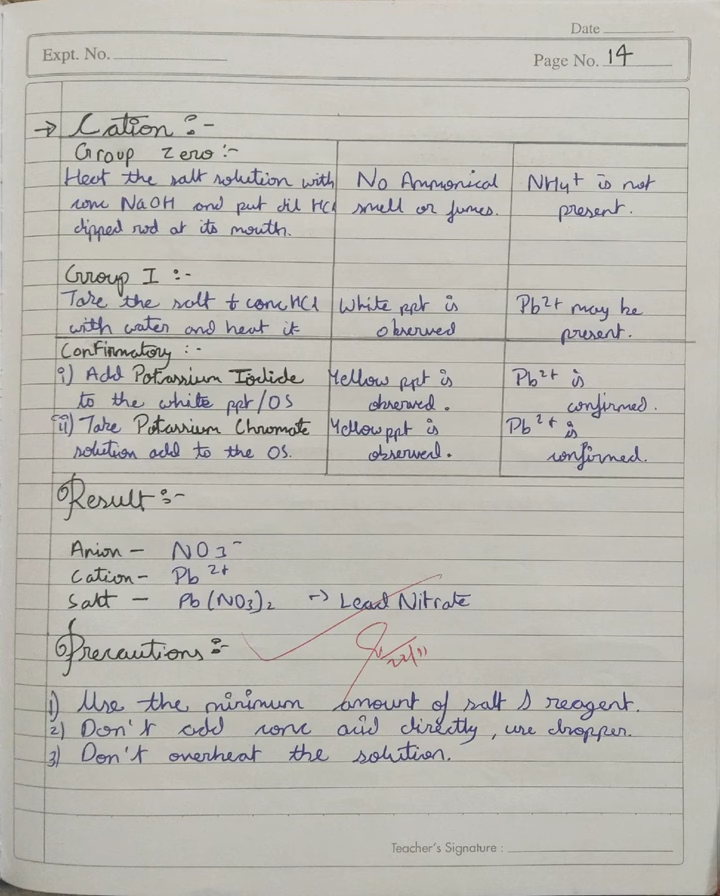 Date
Expt. No.
Page No. 14
→ Cation :-
Group Zero :-
Heat the salt solution with No Ammonical NH4+ is not
conc NaOH and put dil HCl smell or fumes. present.
dipped rod at its mouth.
Group I :-
Take the salt + conc HCl White ppt is Pb2+ may be
with water and heat it observed present.
Confirmatory :-
i) Add Potassium Iodide Yellow ppt is Pb2+ is
to the white ppt/OS observed. confirmed.
ii) Take Potassium Chromate Yellow ppt is Pb2+ is
solution add to the OS. observed. confirmed.
Result :-
Anion - NO3-
Cation - Pb2+
Salt - Pb(NO3)2 → Lead Nitrate
Precautions :-
22/11
1) Use the minimum amount of salt & reagent.
2) Don't add conc acid directly, use dropper.
3) Don't overheat the solution.
Teacher's Signature :